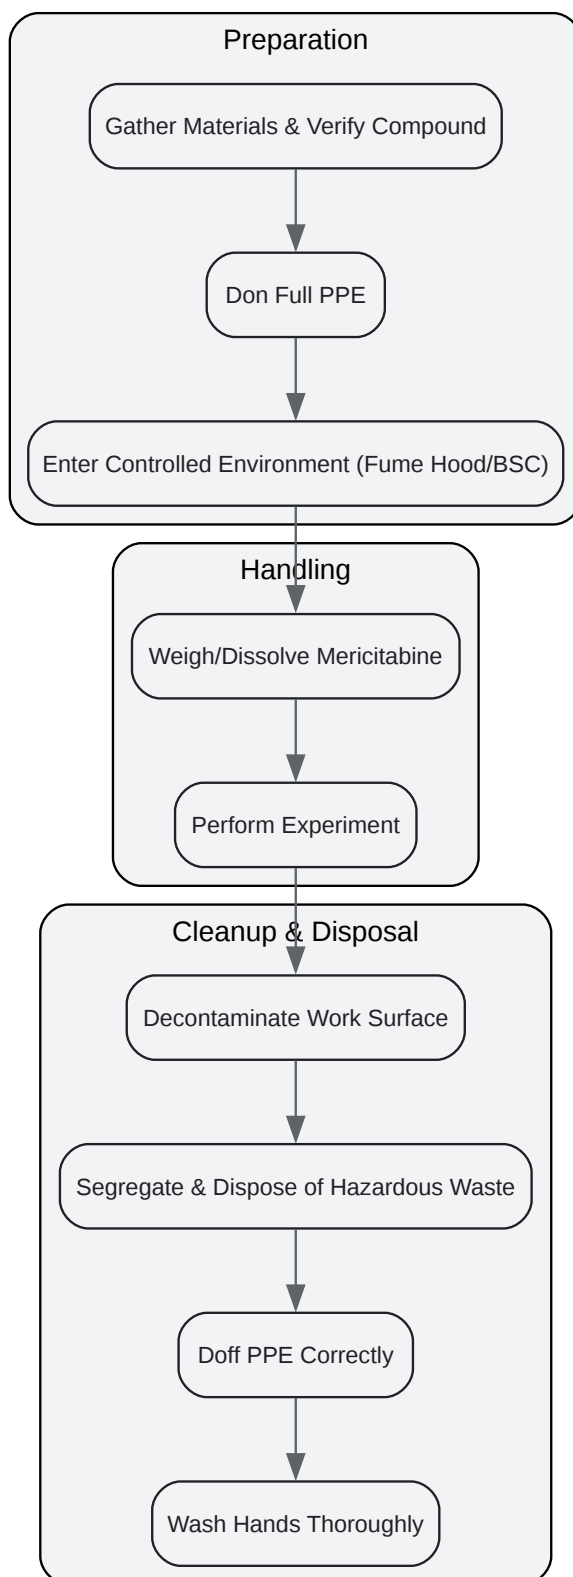 Preparation
Gather Materials & Verify Compound
Don Full PPE
Enter Controlled Environment (Fume Hood/BSC)
Handling
Weigh/Dissolve Mericitabine
Perform Experiment
Cleanup & Disposal
Decontaminate Work Surface
Segregate & Dispose of Hazardous Waste
Doff PPE Correctly
Wash Hands Thoroughly